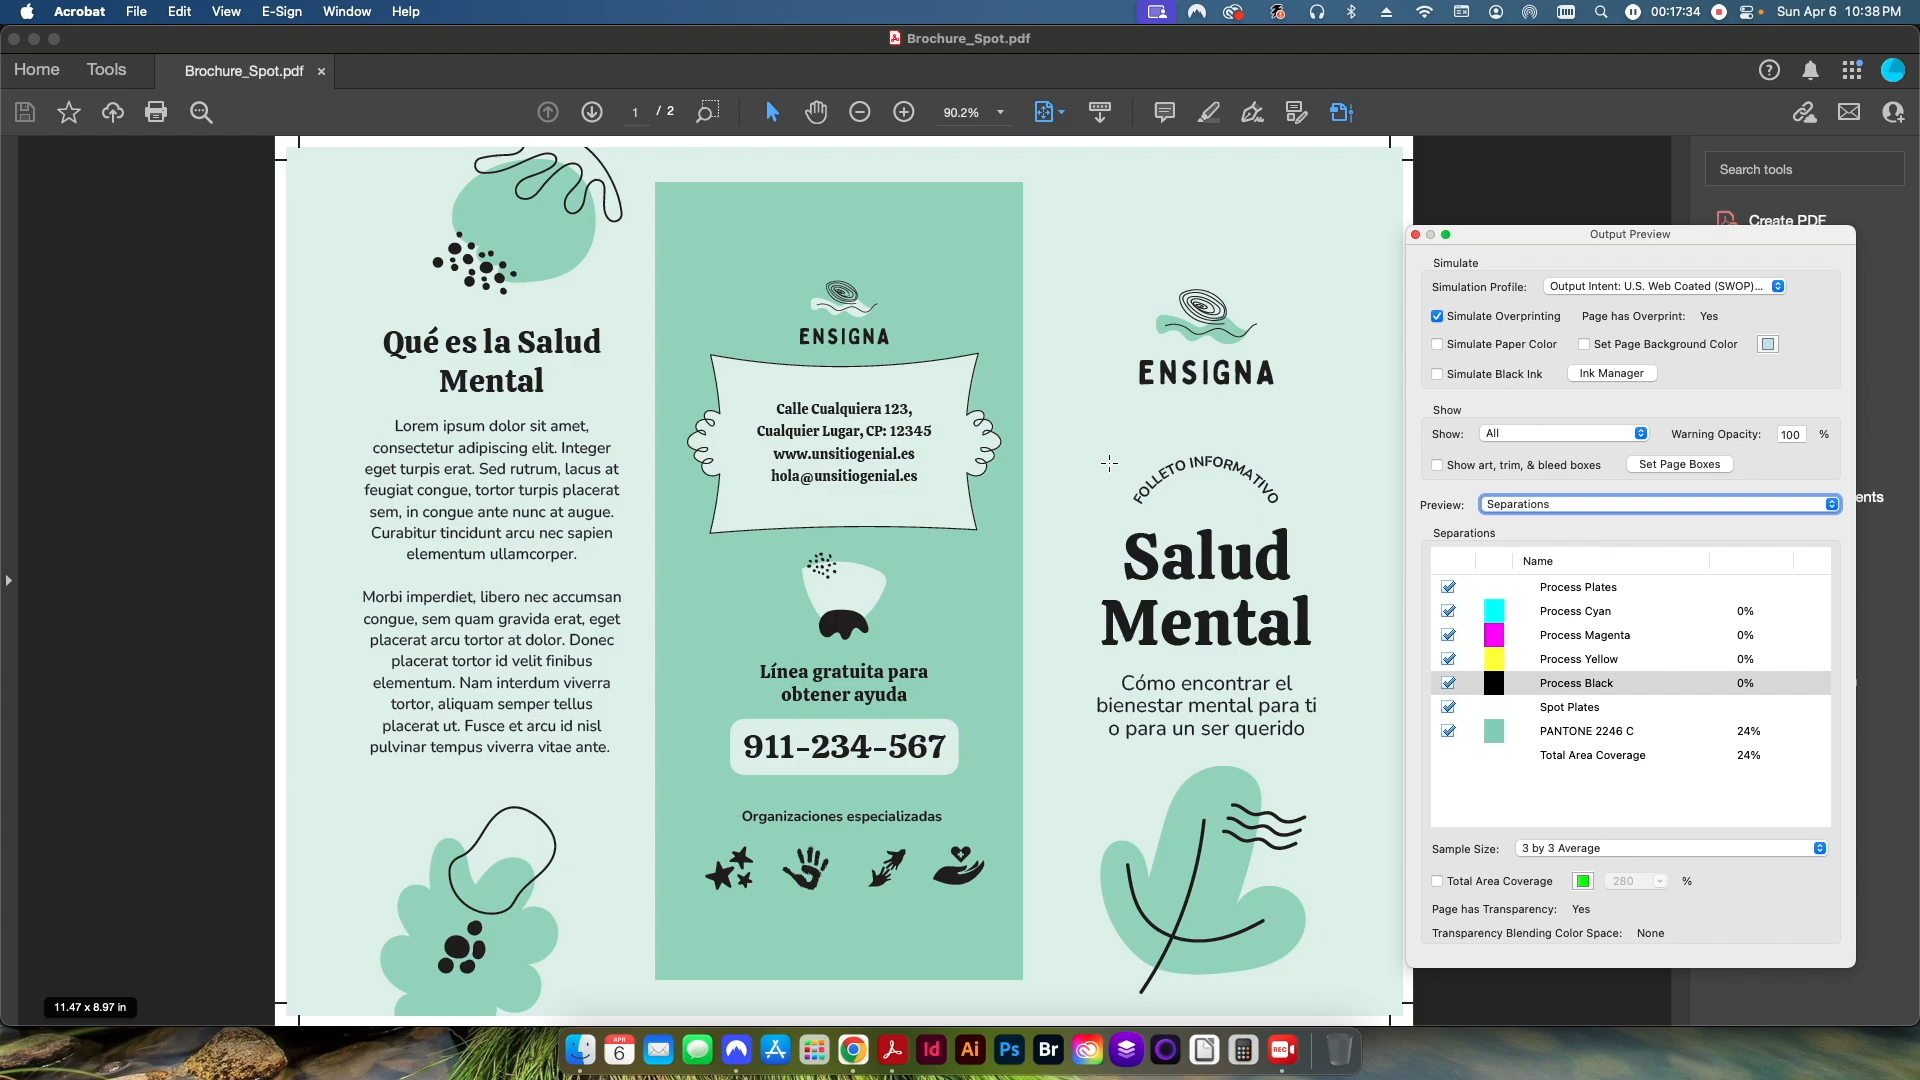 Acrobat File Edit View E-Sign Window Help
00:17:34 Sun Apr 6 10:38 PM
Brochure_Spot.pdf
Home Tools Brochure_Spot.pdf ×
1 / 2 90.2%
Search tools
Create PDF
ents
Qué es la Salud
Mental
Lorem ipsum dolor sit amet,
consectetur adipiscing elit. Integer
eget turpis erat. Sed rutrum, lacus at
feugiat congue, tortor turpis placerat
sem, in congue ante nunc at augue.
Curabitur tincidunt arcu nec sapien
elementum ullamcorper.
Morbi imperdiet, libero nec accumsan
congue, sem quam gravida erat, eget
placerat arcu tortor at dolor. Donec
placerat tortor id velit finibus
elementum. Nam interdum viverra
tortor, aliquam semper tellus
placerat ut. Fusce et arcu id nisl
pulvinar tempus viverra vitae ante.
ENSIGNA
Calle Cualquiera 123,
Cualquier Lugar, CP: 12345
www.unsitiogenial.es
hola@unsitiogenial.es
Línea gratuita para
obtener ayuda
911-234-567
Organizaciones especializadas
ENSIGNA
FOLLETO INFORMATIVO
Salud
Mental
Cómo encontrar el
bienestar mental para ti
o para un ser querido
11.47 x 8.97 in
Output Preview
Simulate
Simulation Profile: Output Intent: U.S. Web Coated (SWOP)...
Simulate Overprinting Page has Overprint: Yes
Simulate Paper Color Set Page Background Color
Simulate Black Ink Ink Manager
Show
Show: All Warning Opacity: 100 %
Show art, trim, & bleed boxes Set Page Boxes
Preview: Separations
Separations
Name
Process Plates
Process Cyan 0%
Process Magenta 0%
Process Yellow 0%
Process Black 0%
Spot Plates
PANTONE 2246 C 24%
Total Area Coverage 24%
Sample Size: 3 by 3 Average
Total Area Coverage 280 %
Page has Transparency: Yes
Transparency Blending Color Space: None
APR
6
Id Ai Ps Br
REC